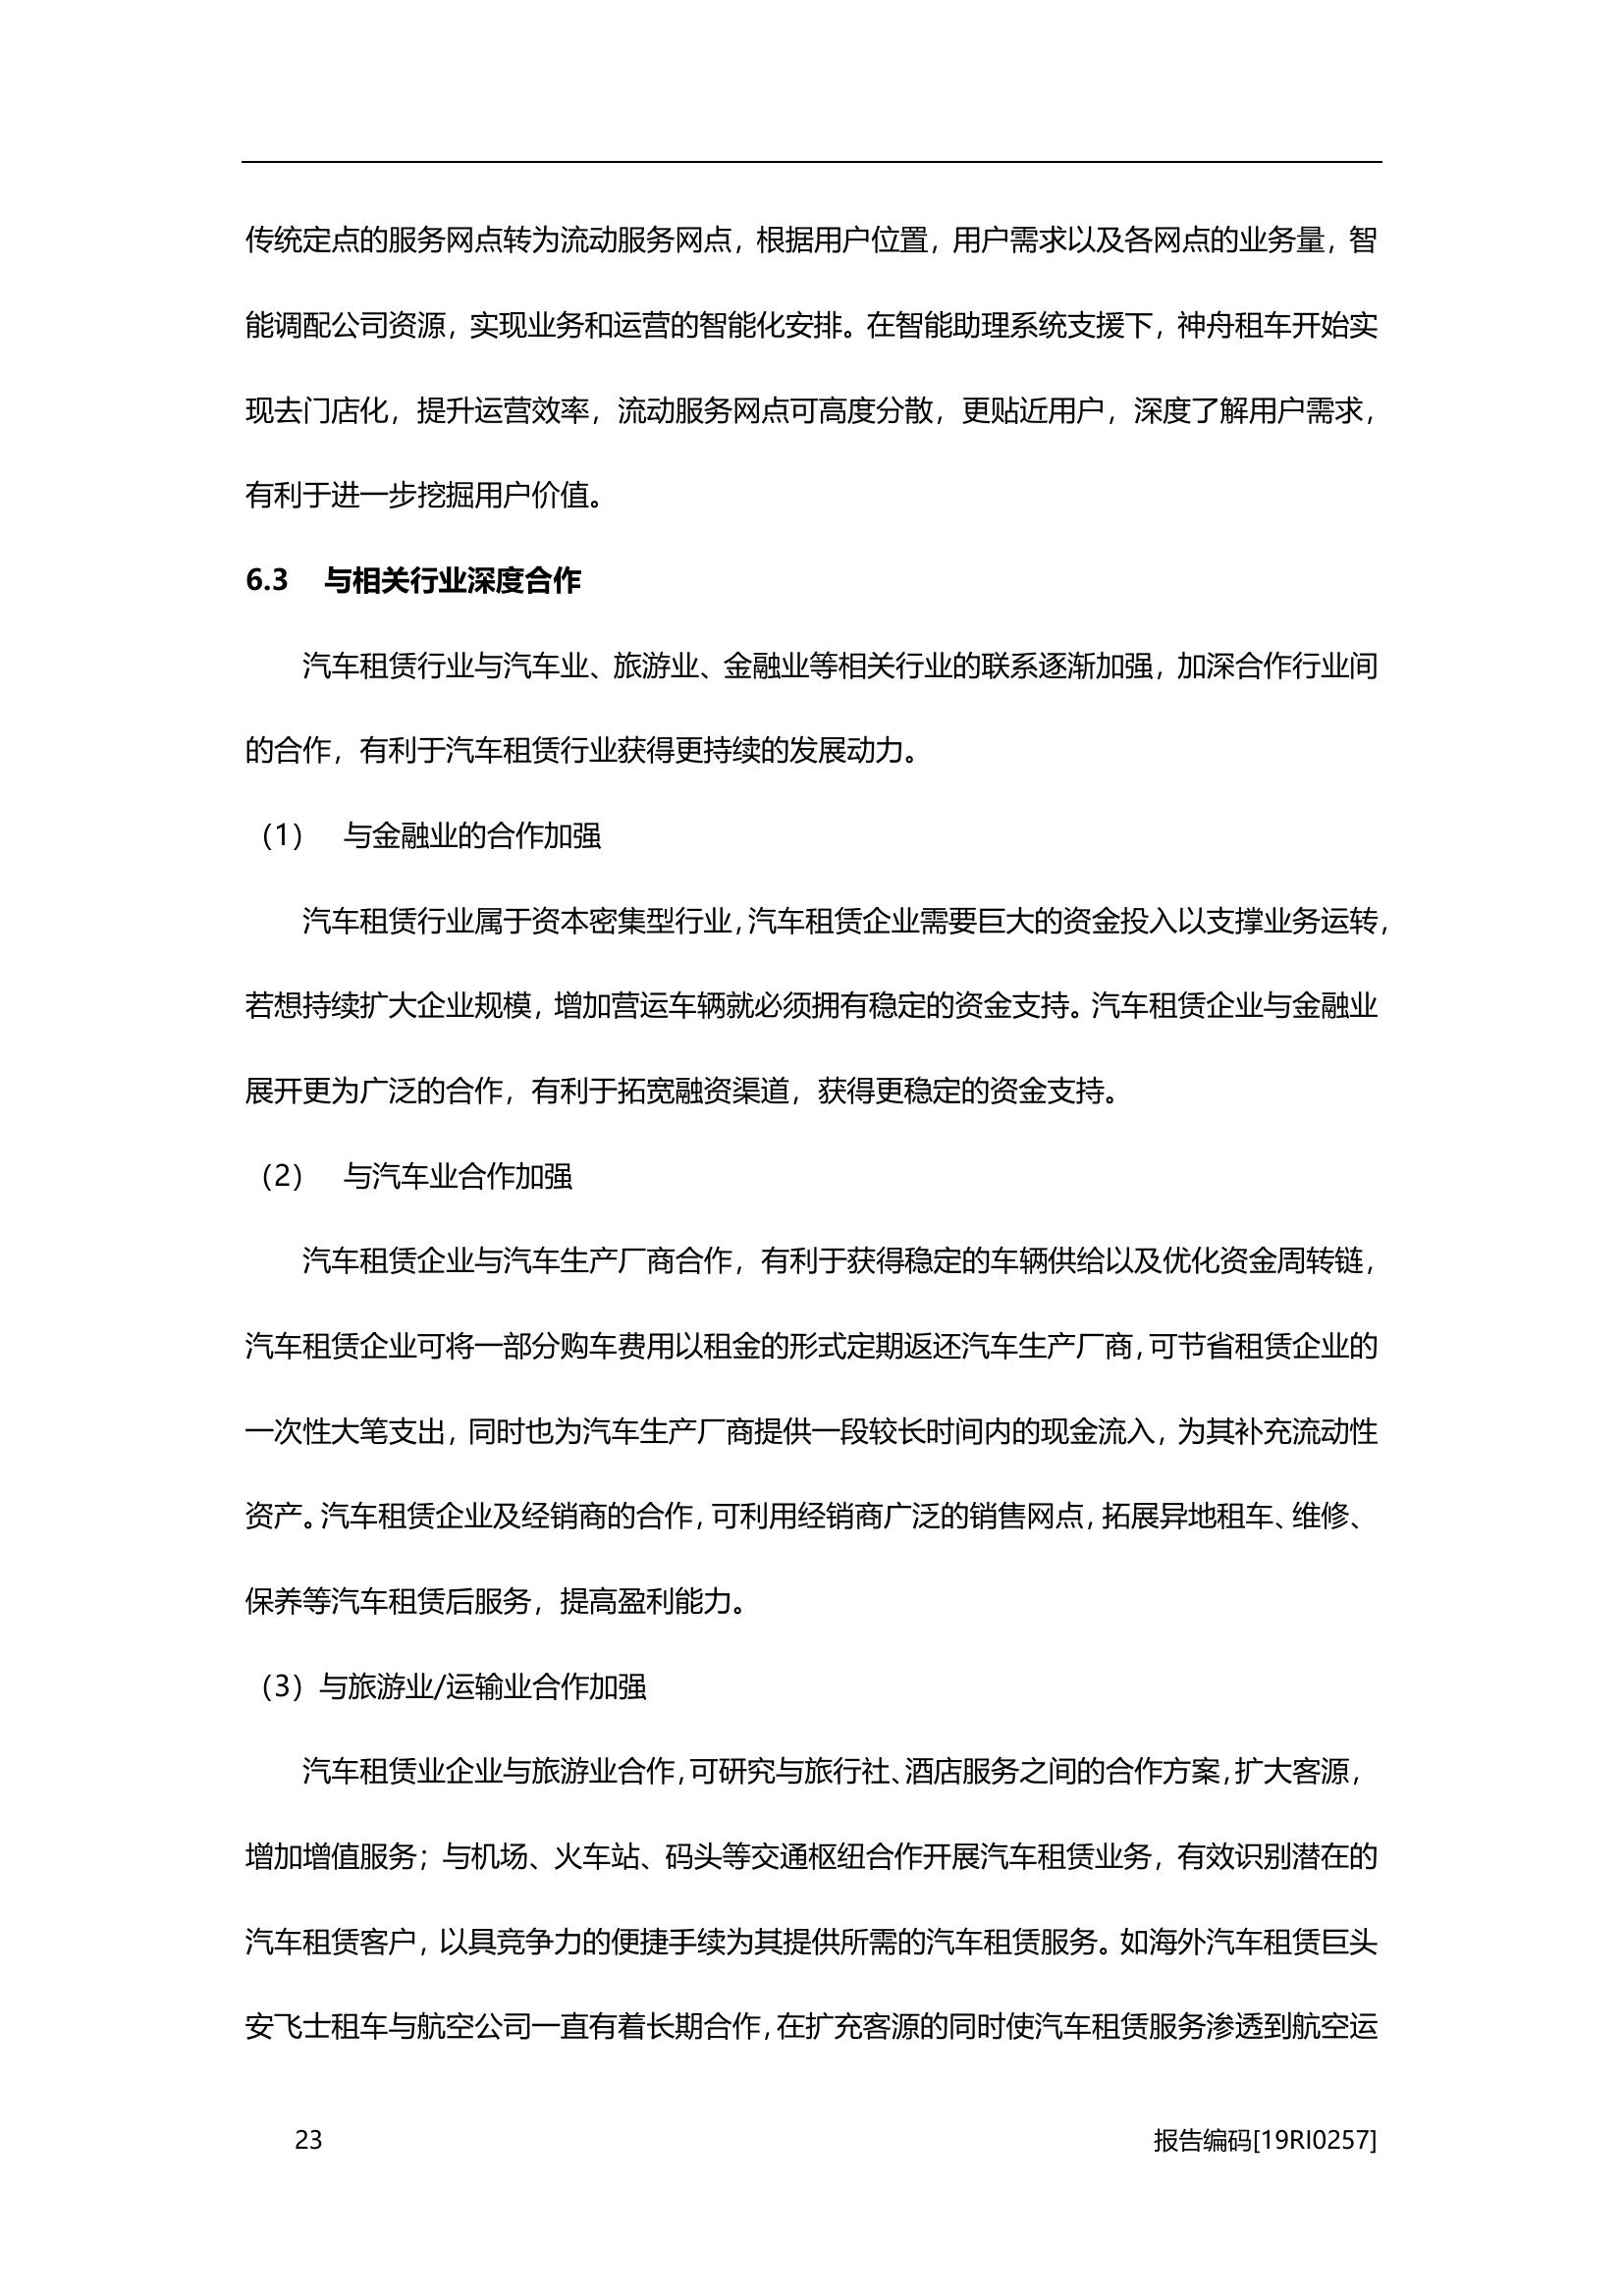 传统定点的服务网点转为流动服务网点，根据用户位置，用户需求以及各网点的业务量，智
能调配公司资源，实现业务和运营的智能化安排。在智能助理系统支援下，神舟租车开始实
现去门店化，提升运营效率，流动服务网点可高度分散，更贴近用户，深度了解用户需求，
有利于进一步挖掘用户价值。
6.3 与相关行业深度合作
汽车租赁行业与汽车业、旅游业、金融业等相关行业的联系逐渐加强，加深合作行业间
的合作，有利于汽车租赁行业获得更持续的发展动力。
（1） 与金融业的合作加强
汽车租赁行业属于资本密集型行业，汽车租赁企业需要巨大的资金投入以支撑业务运转，
若想持续扩大企业规模，增加营运车辆就必须拥有稳定的资金支持。汽车租赁企业与金融业
展开更为广泛的合作，有利于拓宽融资渠道，获得更稳定的资金支持。
（2） 与汽车业合作加强
汽车租赁企业与汽车生产厂商合作，有利于获得稳定的车辆供给以及优化资金周转链，
汽车租赁企业可将一部分购车费用以租金的形式定期返还汽车生产厂商，可节省租赁企业的
一次性大笔支出，同时也为汽车生产厂商提供一段较长时间内的现金流入，为其补充流动性
资产。汽车租赁企业及经销商的合作，可利用经销商广泛的销售网点，拓展异地租车、维修、
保养等汽车租赁后服务，提高盈利能力。
（3）与旅游业/运输业合作加强
汽车租赁业企业与旅游业合作，可研究与旅行社、酒店服务之间的合作方案，扩大客源，
增加增值服务；与机场、火车站、码头等交通枢纽合作开展汽车租赁业务，有效识别潜在的
汽车租赁客户，以具竞争力的便捷手续为其提供所需的汽车租赁服务。如海外汽车租赁巨头
安飞士租车与航空公司一直有着长期合作，在扩充客源的同时使汽车租赁服务渗透到航空运
23 报告编码[19RI0257]